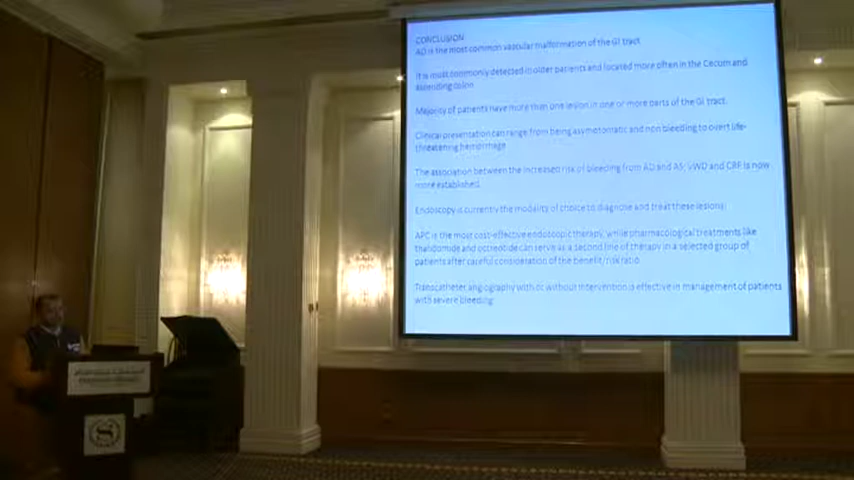 CONCLUSION
AD is the most common vascular malformation of the GI tract.
It is most commonly detected in older patients and located more often in the Cecum and
ascending colon.
Majority of patients have more than one lesion in one or more parts of the GI tract.
Clinical presentation can range from being asymptomatic and non bleeding to overt life-
threatening hemorrhage
The association between the increased risk of bleeding from AD and AS, VWD and CRF is now
more established.
Endoscopy is currently the modality of choice to diagnose and treat these lesions.
APC is the most cost-effective endoscopic therapy, while pharmacological treatments like
thalidomide and octreotide can serve as a second line of therapy in a selected group of
patients after careful consideration of the benefit/risk ratio.
Transcatheter angiography with or without intervention is effective in management of patients
with severe bleeding.
S